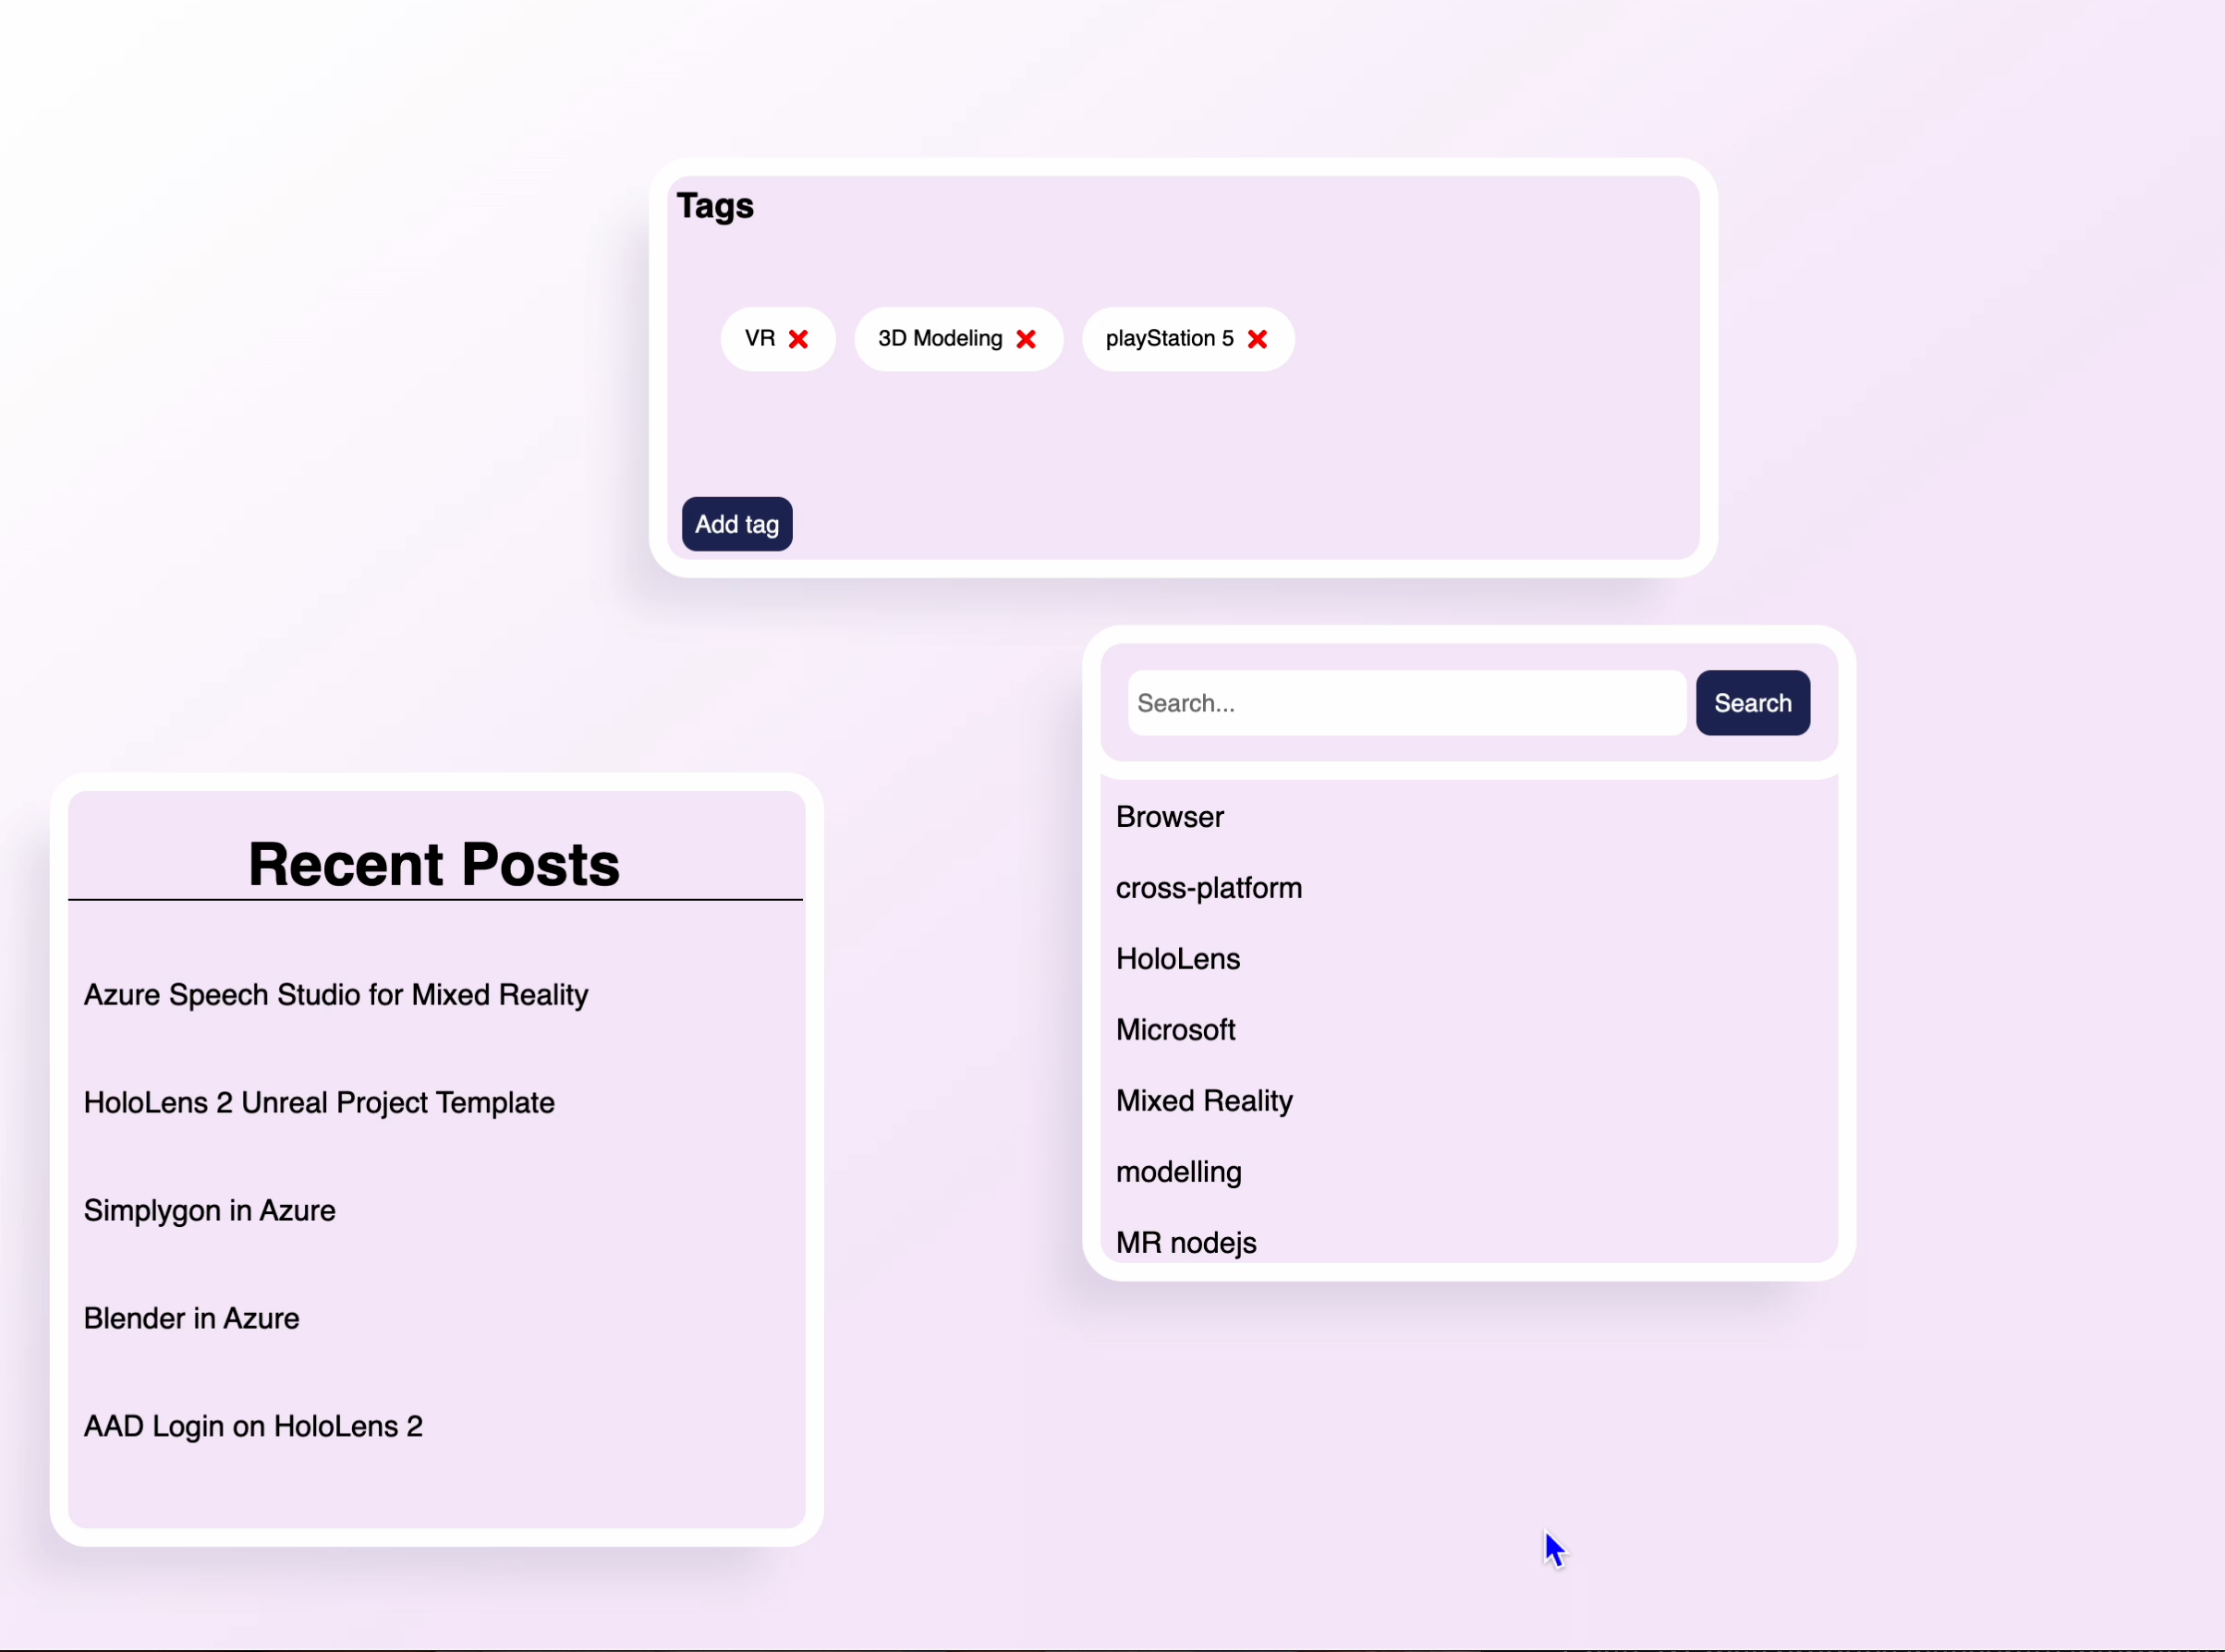 Tags
VR
3D Modeling
playStation 5
Add tag
Search...
Search
Browser
cross-platform
HoloLens
Microsoft
Mixed Reality
modelling
MR nodejs
Recent Posts
Azure Speech Studio for Mixed Reality
HoloLens 2 Unreal Project Template
Simplygon in Azure
Blender in Azure
AAD Login on HoloLens 2